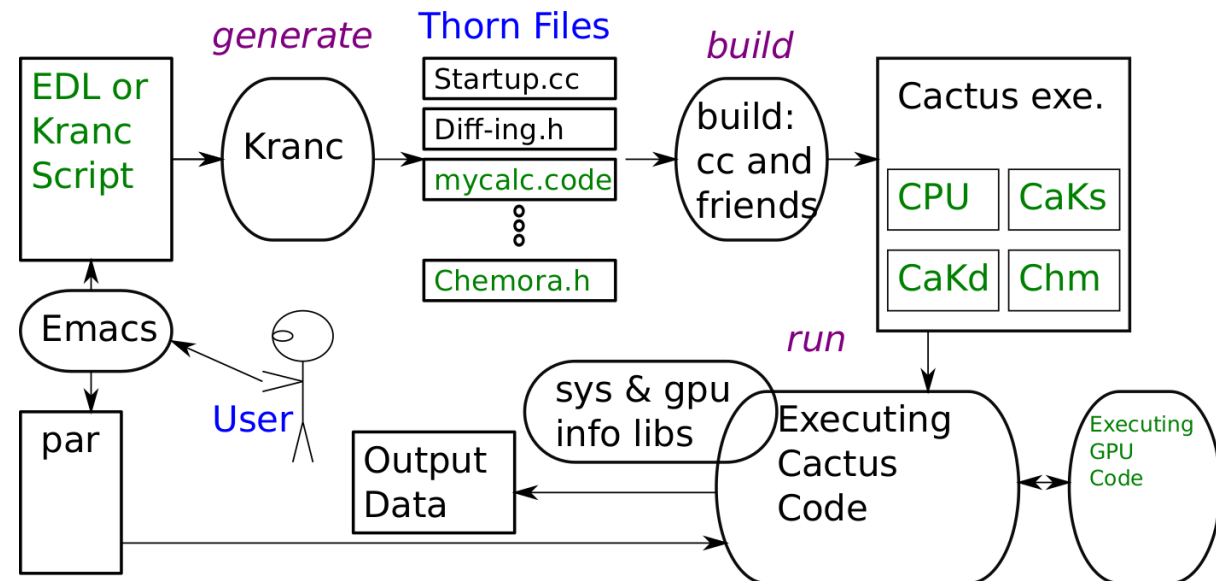 generate
Thorn Files
build
EDL or
Kranc
Script
Kranc
Startup.cc
Diff-ing.h
mycalc.code
Chemora.h
build:
cc and
friends
Cactus exe.
CPU
CaKs
CaKd
Chm
Emacs
User
par
run
sys & gpu
info libs
Output
Data
Executing
Cactus
Code
Executing
GPU
Code